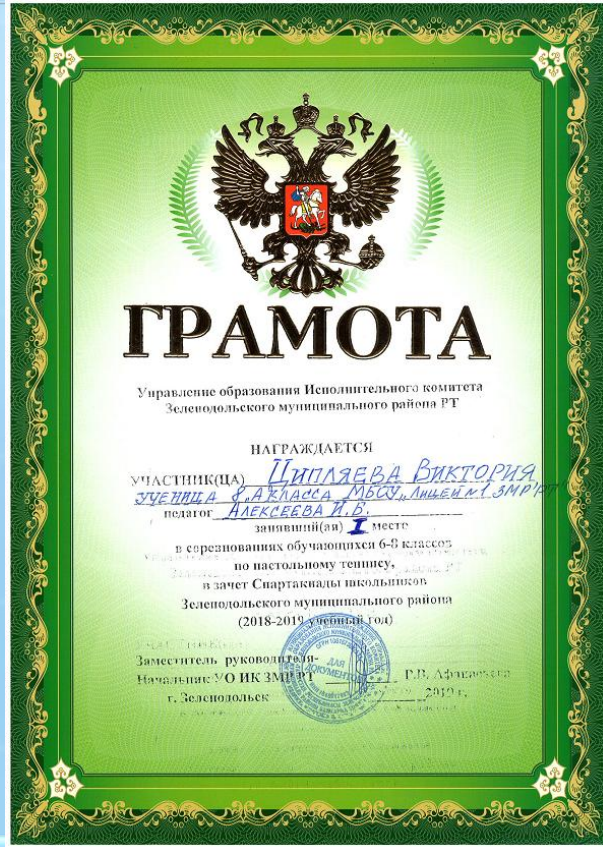 ГРАМОТА
Управление образования Исполнительного комитета
Зеленодольского муниципального района РТ
НАГРАЖДАЕТСЯ
УЧАСТНИК(ЦА) ЦИПЛЯЕВА ВИКТОРИЯ
УЧЕНИЦА 8 „А КЛАССА МБОУ „ЛИЦЕЙ №1 ЗМР РТ"
педагог АЛЕКСЕЕВА И.В.
занявший(ая) I место
в соревнованиях обучающихся 6-8 классов
по настольному теннису,
в зачет Спартакиады школьников
Зеленодольского муниципального района
(2018-2019 учебный год)
Заместитель руководителя-
Начальник УО ИК ЗМР РТ Г.В.
г. Зеленодольск 2019 г.
ДЛЯ
ДОКУМЕНТОВ